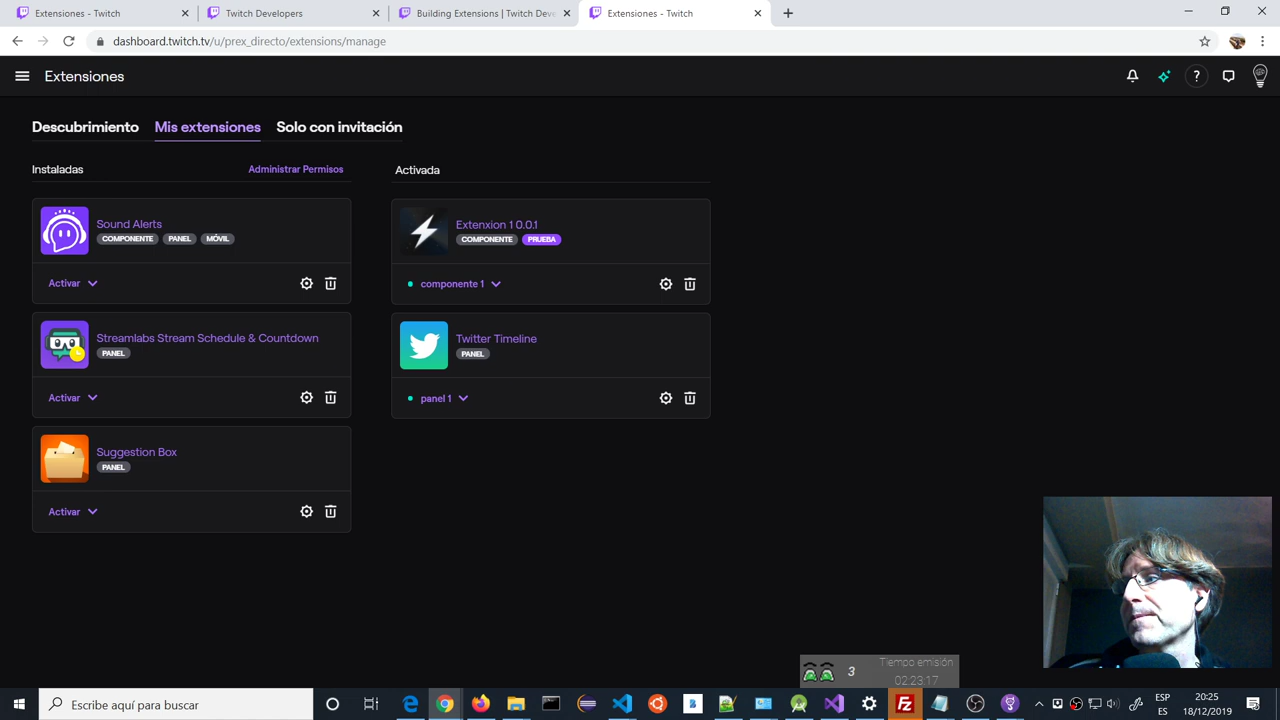 Extensiones - Twitch
Twitch Developers
Building Extensions | Twitch Deve
Extensiones - Twitch
dashboard.twitch.tv/u/prex_directo/extensions/manage
Extensiones
Descubrimiento
Mis extensiones
Solo con invitación
Instaladas
Administrar Permisos
Sound Alerts
COMPONENTE PANEL MÓVIL
Activar
Streamlabs Stream Schedule & Countdown
PANEL
Activar
Suggestion Box
PANEL
Activar
Activada
Extenxion 1 0.0.1
COMPONENTE PRUEBA
componente 1
Twitter Timeline
PANEL
panel 1
3
Tiempo emisión
02:23:17
Escribe aquí para buscar
ESP
ES
20:25
18/12/2019